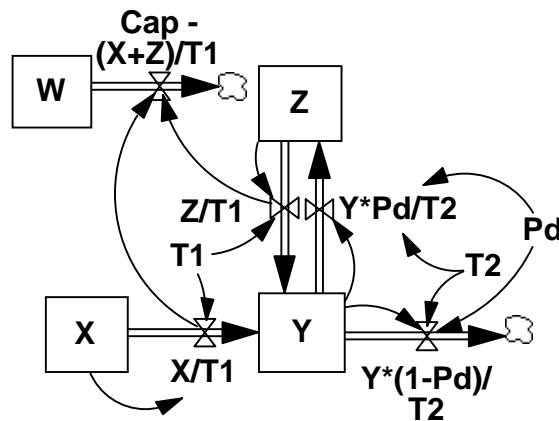 Cap -
(X+Z)/T1
W
Z
Z/T1
Y*Pd/T2
Pd
T1
T2
X
Y
X/T1
Y*(1-Pd)/
T2